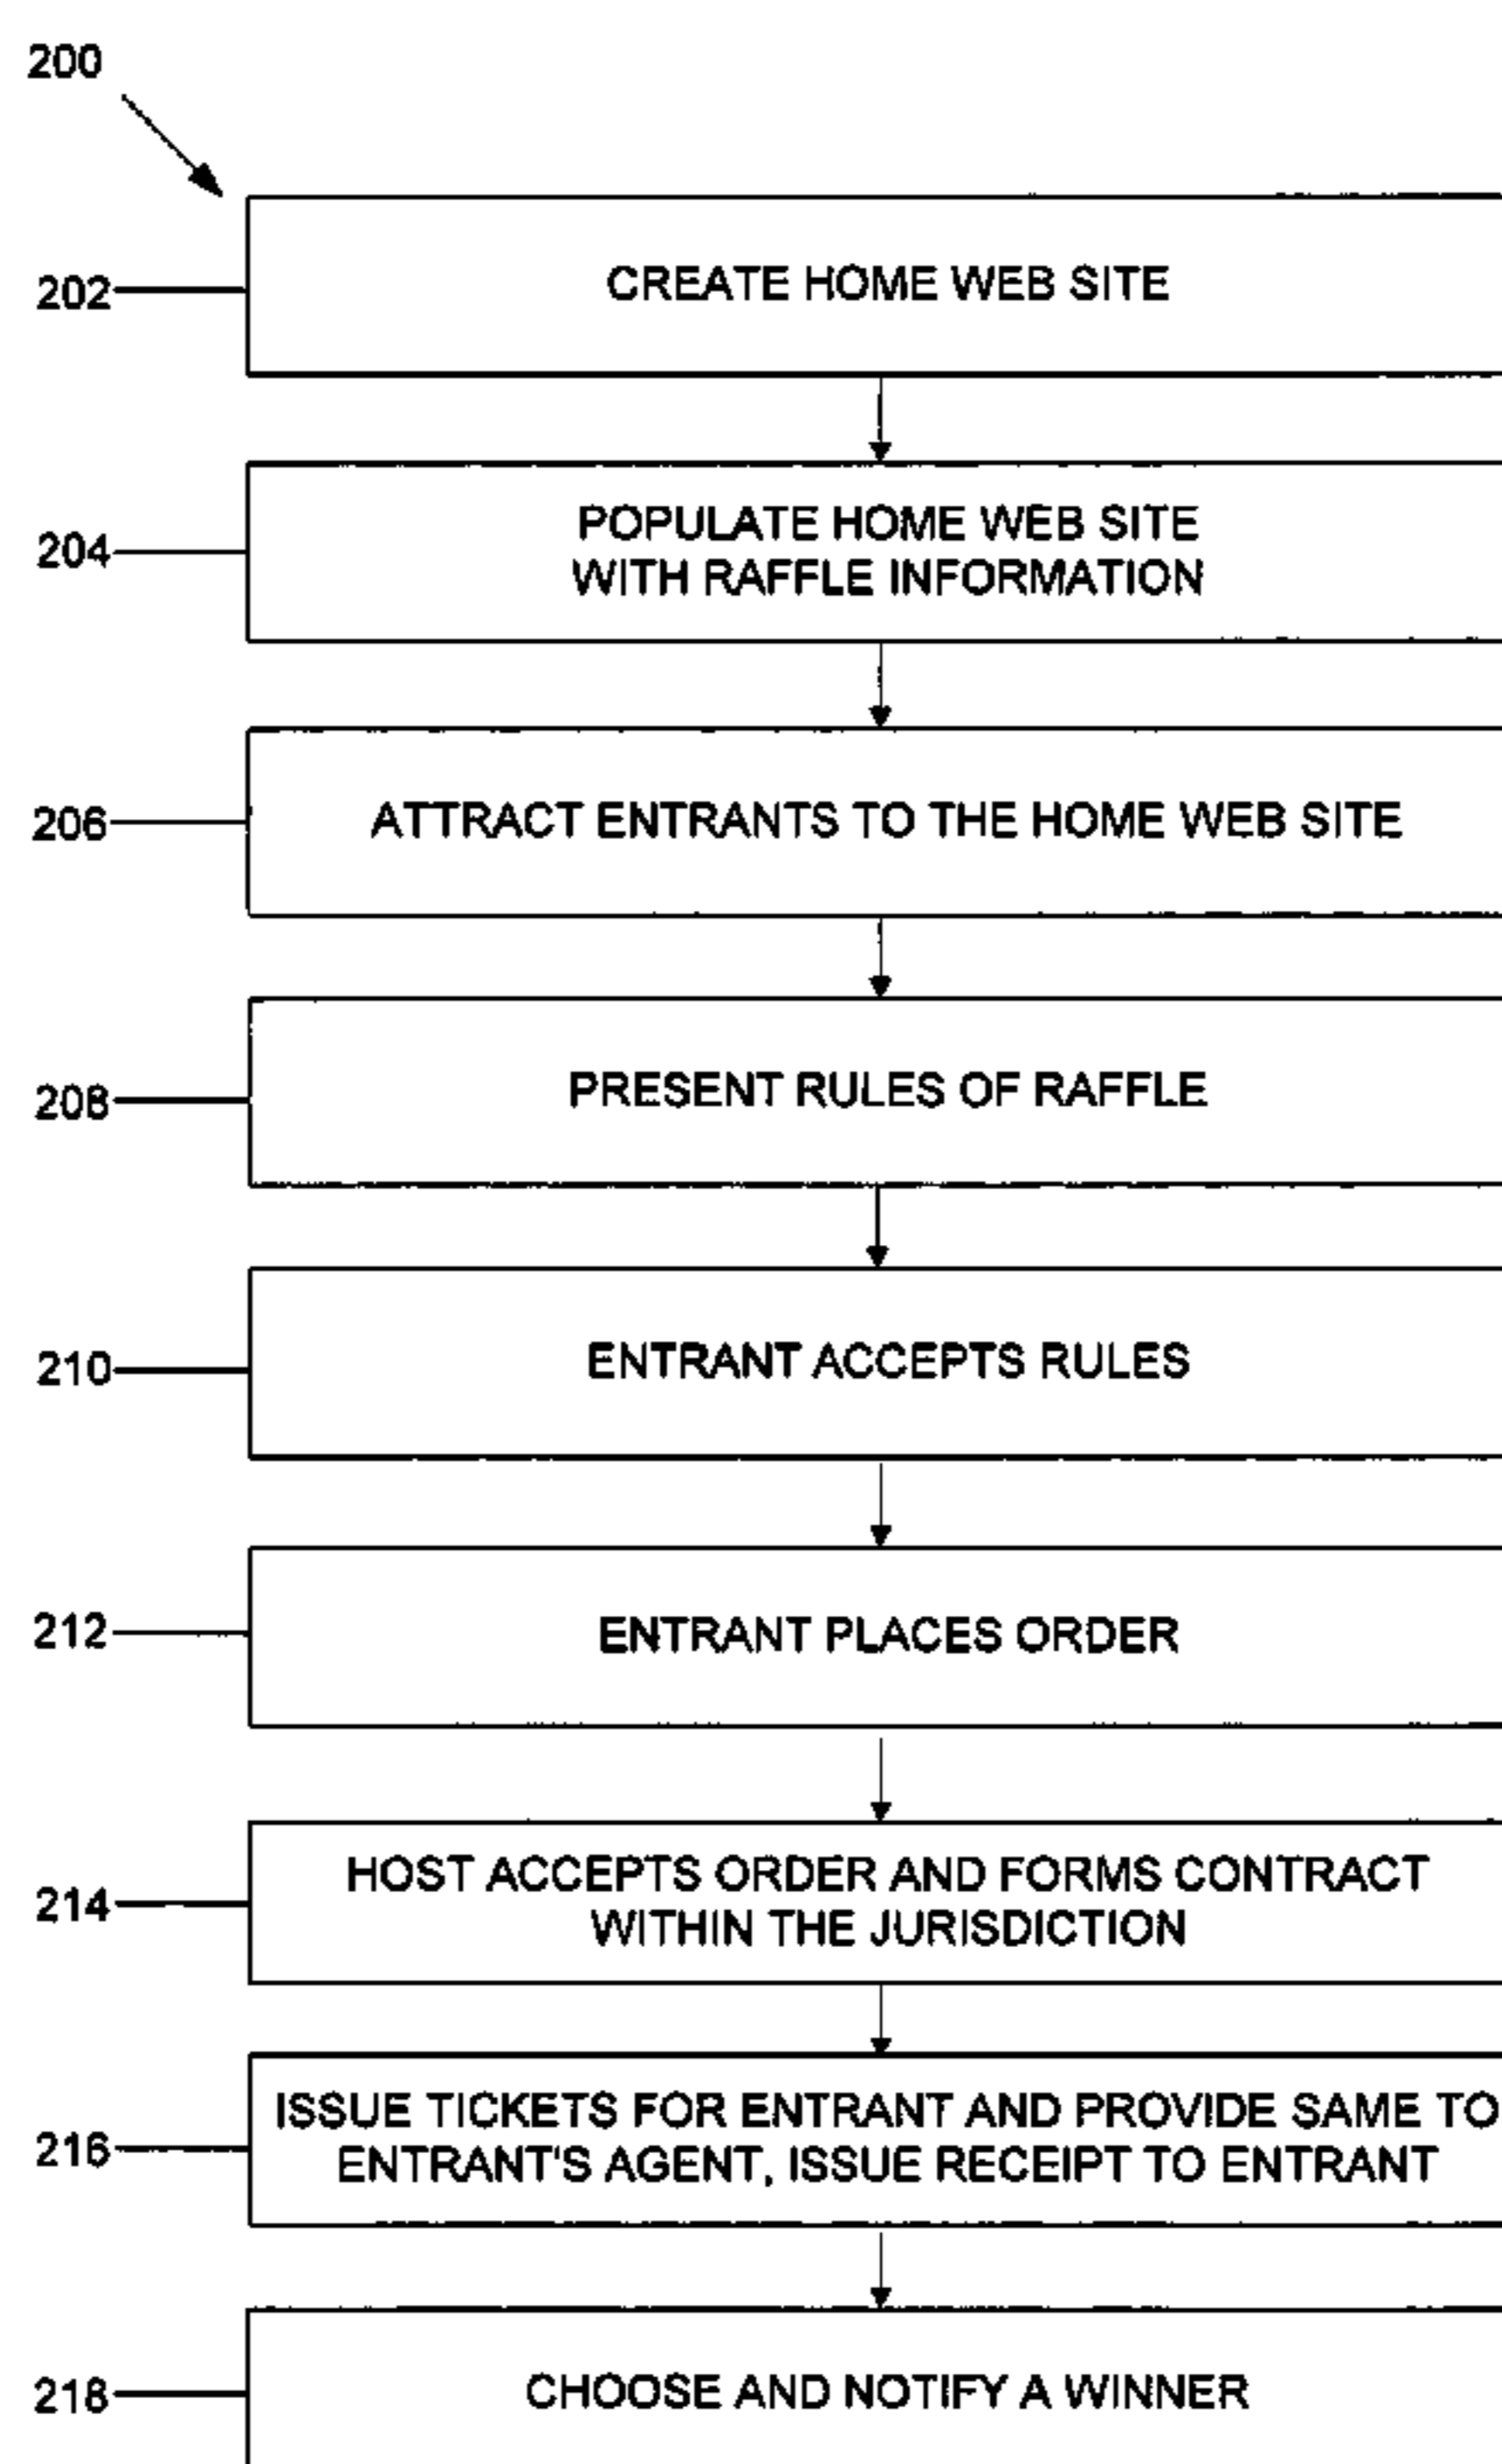 200
202
CREATE HOME WEB SITE
204
POPULATE HOME WEB SITE
WITH RAFFLE INFORMATION
206
ATTRACT ENTRANTS TO THE HOME WEB SITE
208
PRESENT RULES OF RAFFLE
210
ENTRANT ACCEPTS RULES
212
ENTRANT PLACES ORDER
214
HOST ACCEPTS ORDER AND FORMS CONTRACT
WITHIN THE JURISDICTION
216
ISSUE TICKETS FOR ENTRANT AND PROVIDE SAME TO
ENTRANT'S AGENT, ISSUE RECEIPT TO ENTRANT
218
CHOOSE AND NOTIFY A WINNER